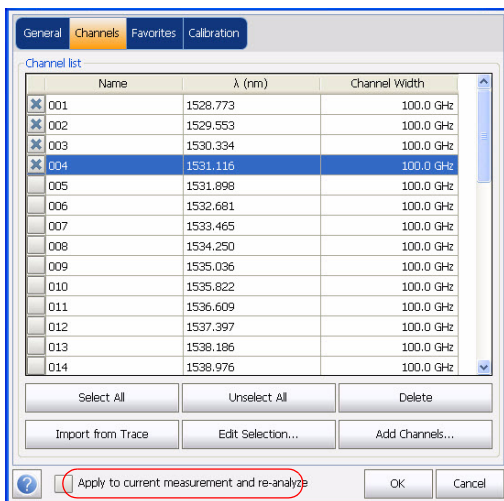 General Channels Favorites Calibration
Channel list
Name λ (nm) Channel Width
001 1528.773 100.0 GHz
002 1529.553 100.0 GHz
003 1530.334 100.0 GHz
004 1531.116 100.0 GHz
005 1531.898 100.0 GHz
006 1532.681 100.0 GHz
007 1533.465 100.0 GHz
008 1534.250 100.0 GHz
009 1535.036 100.0 GHz
010 1535.822 100.0 GHz
011 1536.609 100.0 GHz
012 1537.397 100.0 GHz
013 1538.186 100.0 GHz
014 1538.976 100.0 GHz
Select All Unselect All Delete
Import from Trace Edit Selection... Add Channels...
? Apply to current measurement and re-analyze OK Cancel